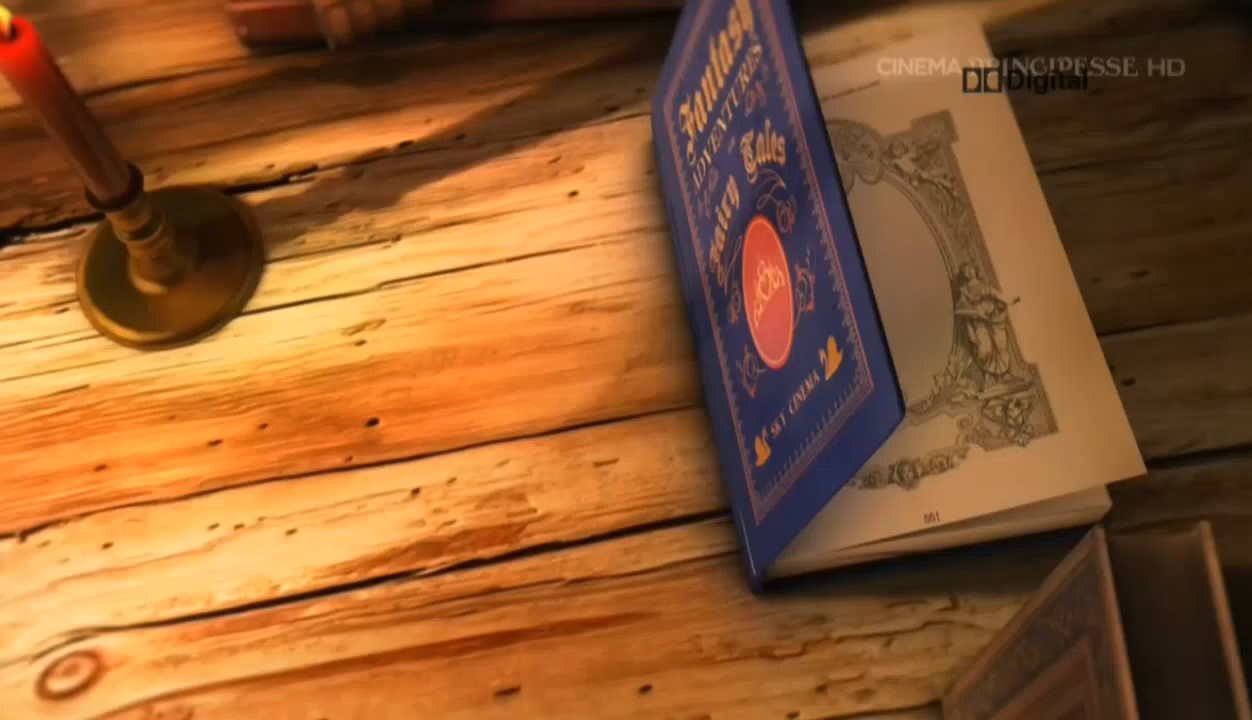 CINEMA PRINCIPESSE HD
Digital
Fantasy
ADVENTURES
Fairy Tales
SKY CINEMA
001